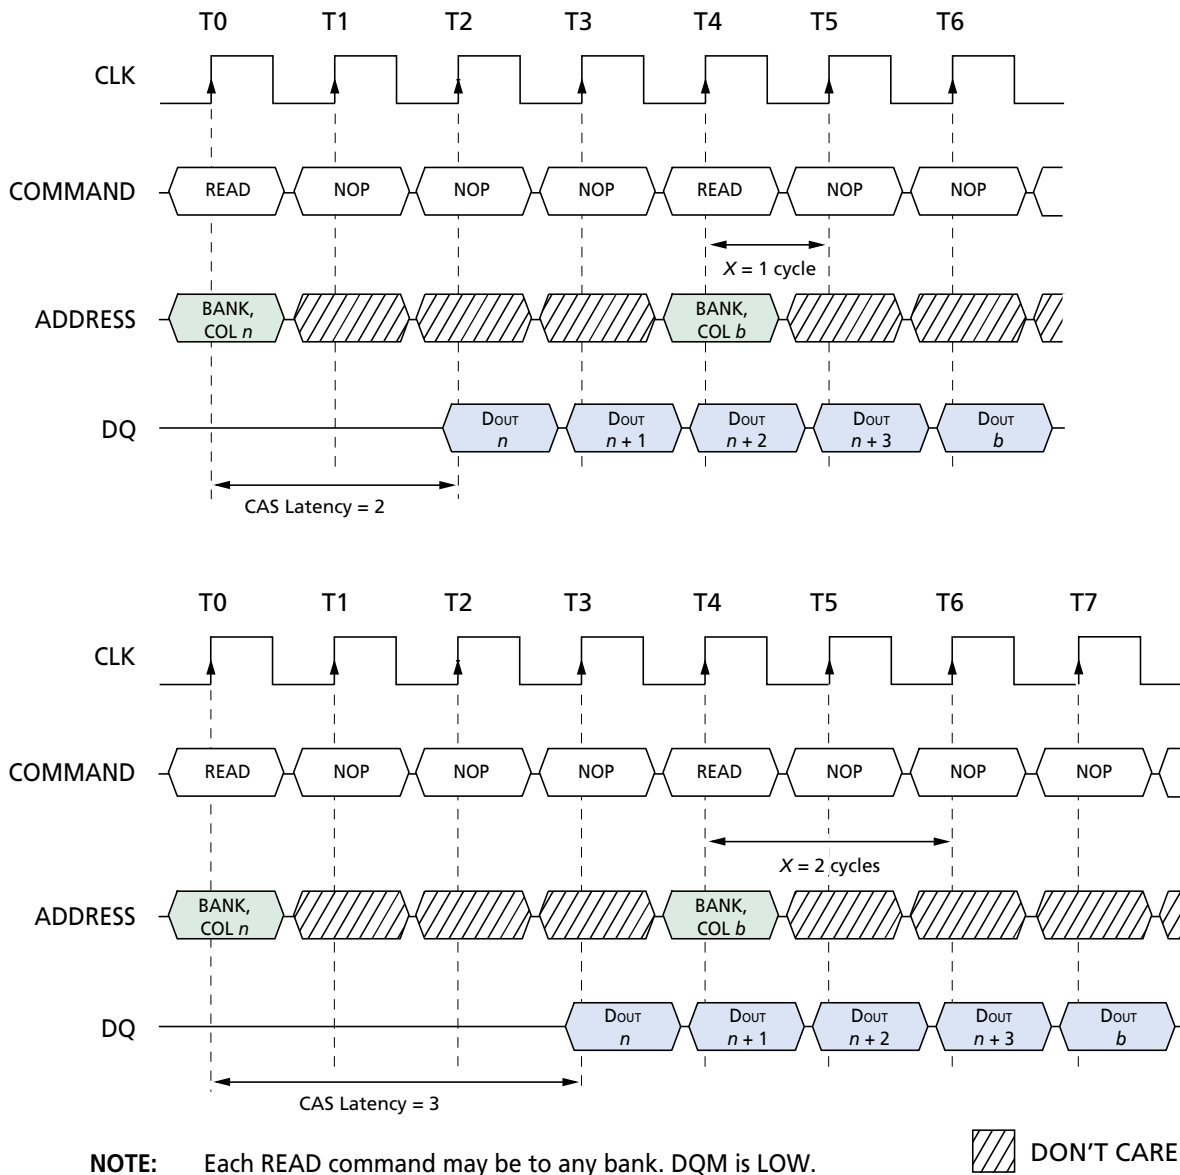 T0 T1 T2 T3 T4 T5 T6
CLK
COMMAND READ NOP NOP NOP READ NOP NOP
X = 1 cycle
ADDRESS BANK, COL n BANK, COL b
DQ DOUT n DOUT n + 1 DOUT n + 2 DOUT n + 3 DOUT b
CAS Latency = 2
T0 T1 T2 T3 T4 T5 T6 T7
CLK
COMMAND READ NOP NOP NOP READ NOP NOP NOP
X = 2 cycles
ADDRESS BANK, COL n BANK, COL b
DQ DOUT n DOUT n + 1 DOUT n + 2 DOUT n + 3 DOUT b
CAS Latency = 3
NOTE: Each READ command may be to any bank. DQM is LOW.
DON'T CARE